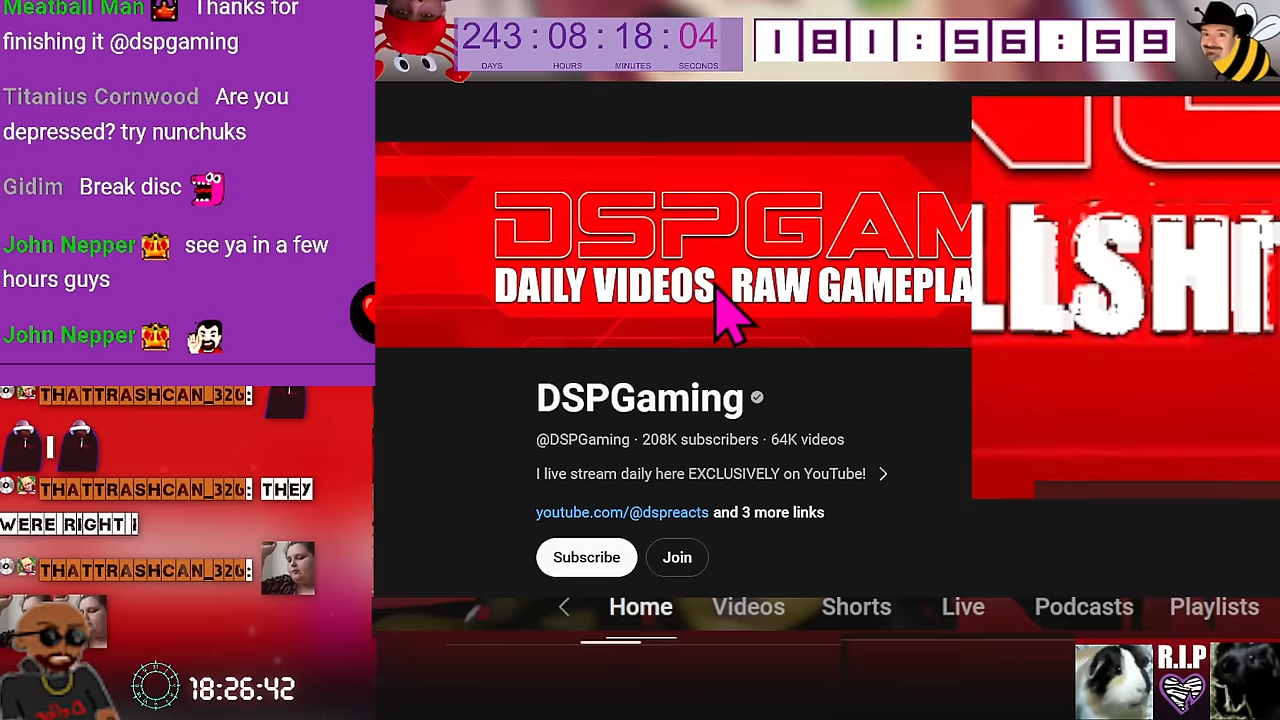 Meatball Man Thanks for
finishing it @dspgaming
Titanius Cornwood Are you
depressed? try nunchuks
Gidim Break disc
John Nepper see ya in a few
hours guys
John Nepper
THATTRASHCAN_326:
THATTRASHCAN_326: THEY
WERE RIGHT
THATTRASHCAN_326:
18:26:42
243:08:18:04
DAYS HOURS MINUTES SECONDS
181:56:59
DSPGAM
DAILY VIDEOS, RAW GAMEPLA
LLSHI
DSPGaming
@DSPGaming · 208K subscribers · 64K videos
I live stream daily here EXCLUSIVELY on YouTube!
youtube.com/@dspreacts and 3 more links
Subscribe Join
Home Videos Shorts Live Podcasts Playlists
R.I.P